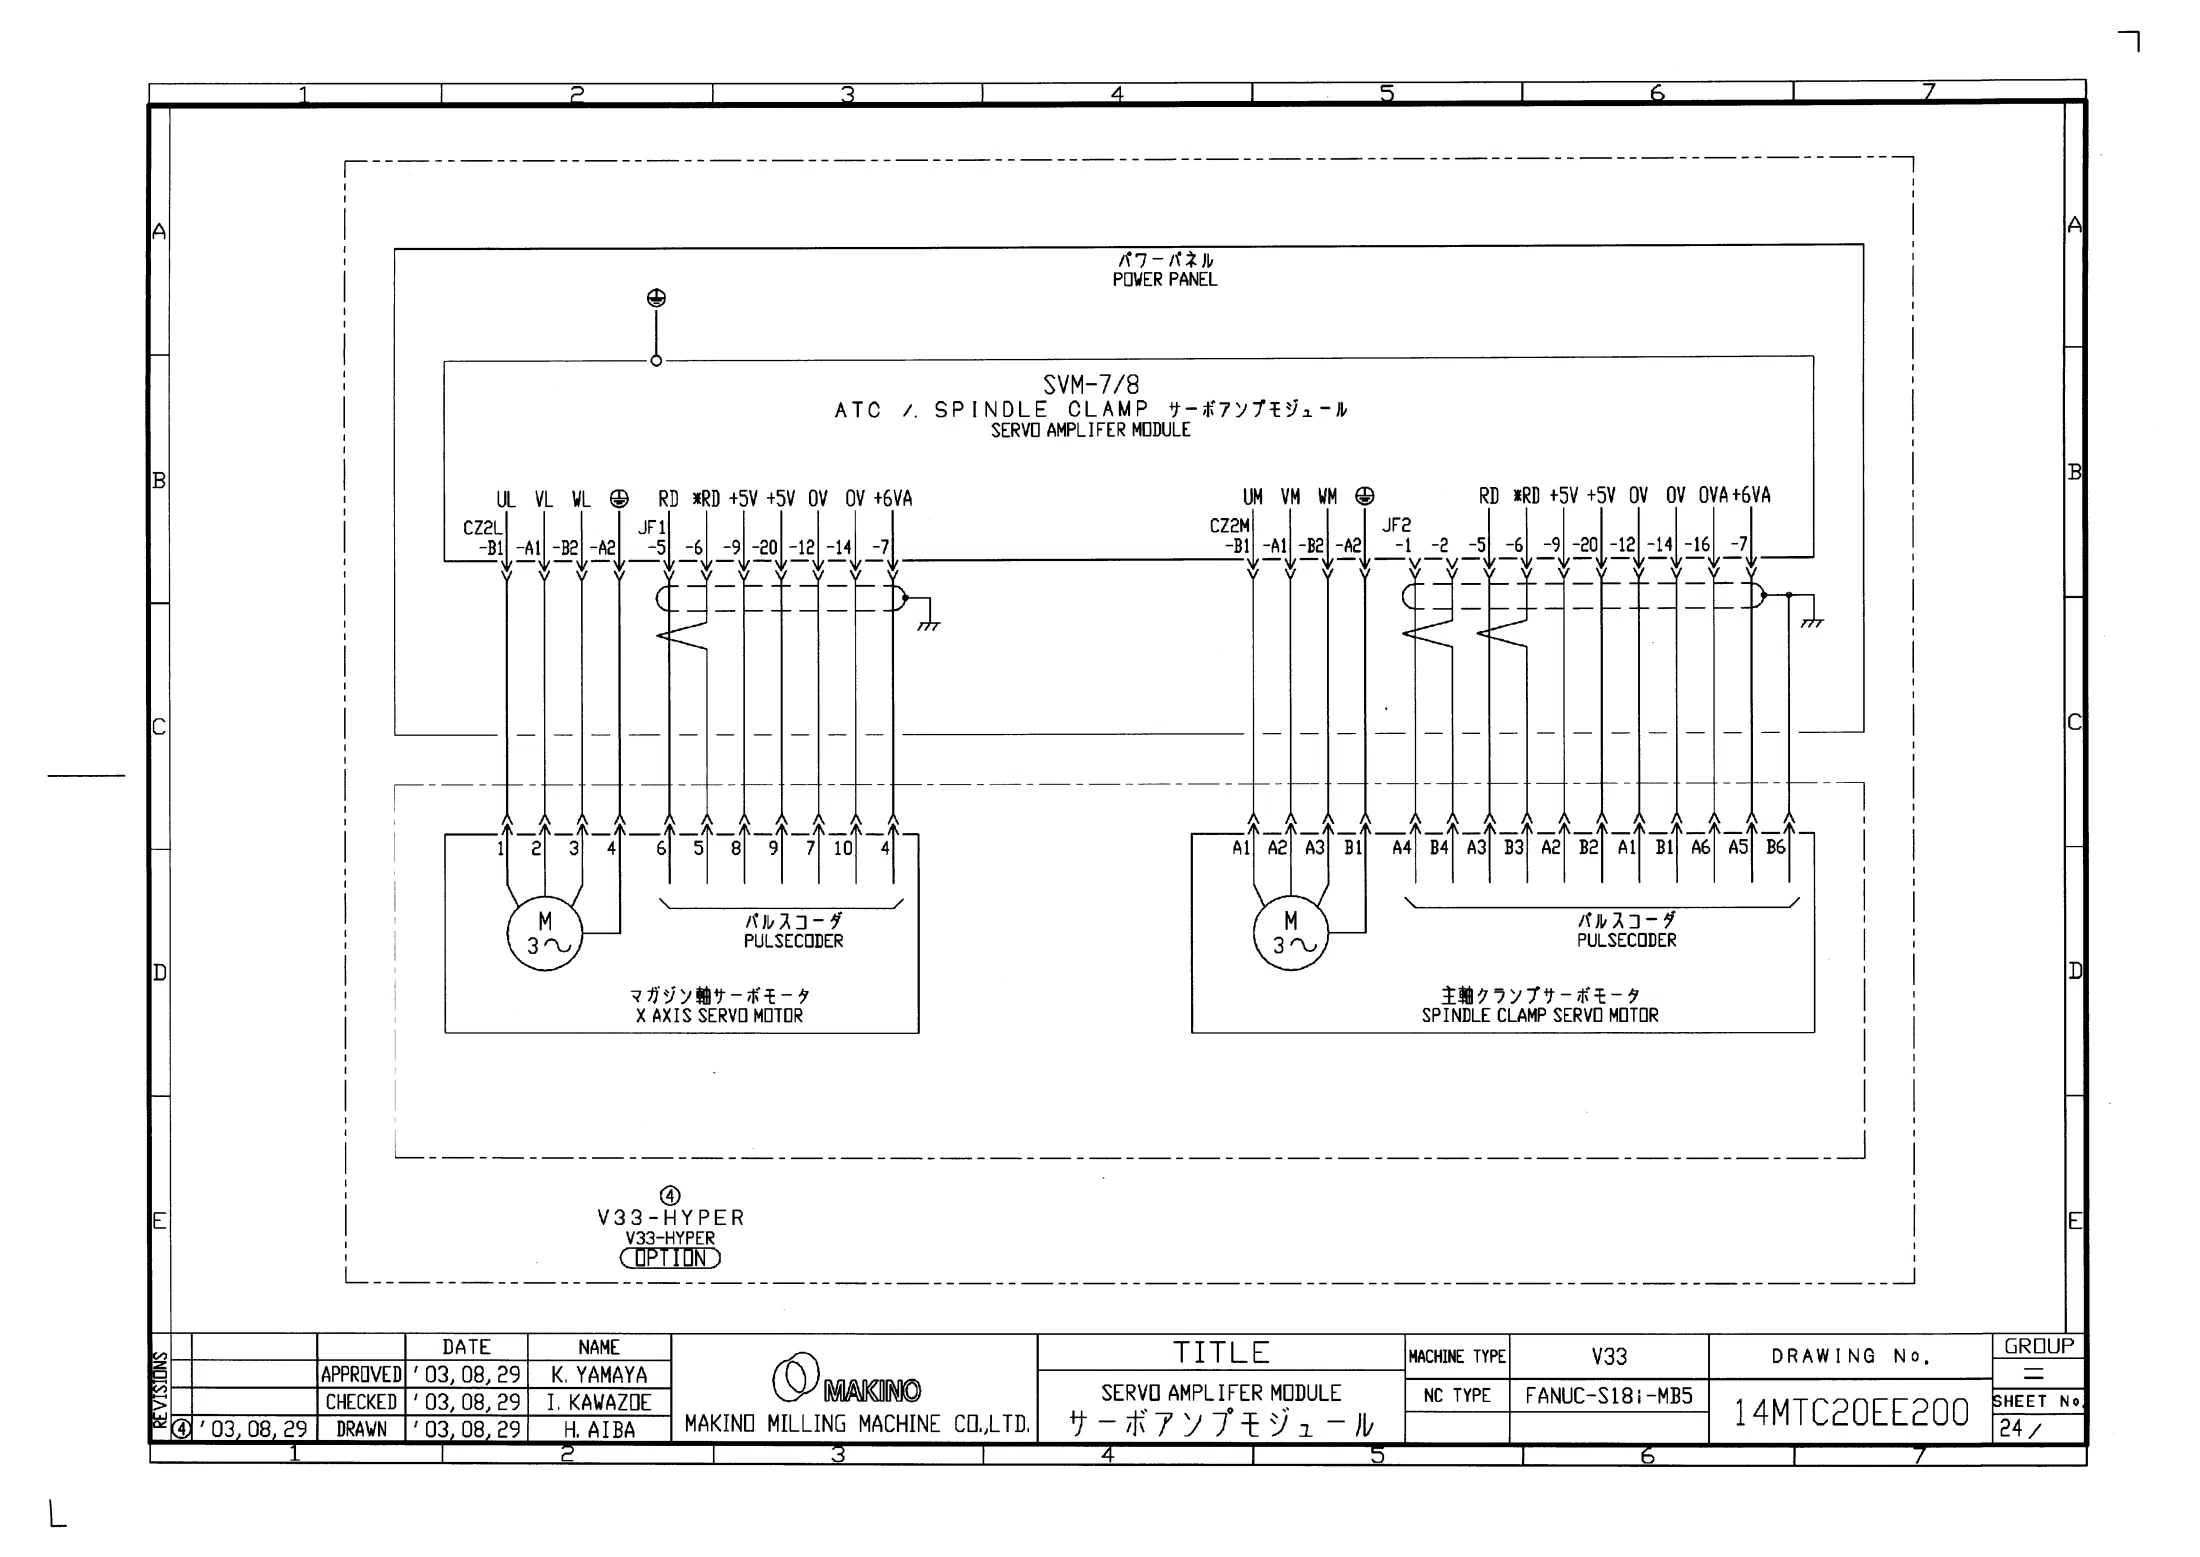 1 2 3 4 5 6 7
A A
パワーパネル
POWER PANEL
SVM-7/8
ATC /. SPINDLE CLAMP サーボアンプモジュール
SERVO AMPLIFER MODULE
B B
UL VL WL RD *RD +5V +5V 0V 0V +6VA
CZ2L JF1
-B1 -A1 -B2 -A2 -5 -6 -9 -20 -12 -14 -7
UM VM WM RD *RD +5V +5V 0V 0V 0VA +6VA
CZ2M JF2
-B1 -A1 -B2 -A2 -1 -2 -5 -6 -9 -20 -12 -14 -16 -7
C C
1 2 3 4 6 5 8 9 7 10 4
A1 A2 A3 B1 A4 B4 A3 B3 A2 B2 A1 B1 A6 A5 B6
M
3~
パルスコーダ
PULSECODER
M
3~
パルスコーダ
PULSECODER
D D
マガジン軸サーボモータ
X AXIS SERVO MOTOR
主軸クランプサーボモータ
SPINDLE CLAMP SERVO MOTOR
④
V33-HYPER
V33-HYPER
OPTION
E E
REVISIONS
DATE NAME
APPROVED '03,08,29 K. YAMAYA
CHECKED '03,08,29 I. KAWAZOE
④ '03,08,29 DRAWN '03,08,29 H. AIBA
MAKINO
MAKINO MILLING MACHINE CO.,LTD.
TITLE
SERVO AMPLIFER MODULE
サーボアンプモジュール
MACHINE TYPE V33
NC TYPE FANUC-S18i-MB5
DRAWING No.
14MTC20EE200
GROUP
=
SHEET No.
24/
1 2 3 4 5 6 7